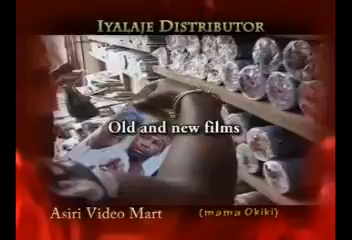 Iyalaje Distributor
Old and new films
Asiri Video Mart
(mama Okiki)